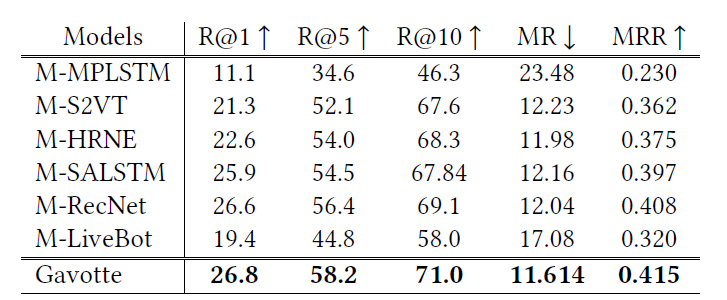 Models R@1 ↑ R@5 ↑ R@10 ↑ MR ↓ MRR ↑
M-MPLSTM 11.1 34.6 46.3 23.48 0.230
M-S2VT 21.3 52.1 67.6 12.23 0.362
M-HRNE 22.6 54.0 68.3 11.98 0.375
M-SALSTM 25.9 54.5 67.84 12.16 0.397
M-RecNet 26.6 56.4 69.1 12.04 0.408
M-LiveBot 19.4 44.8 58.0 17.08 0.320
Gavotte 26.8 58.2 71.0 11.614 0.415